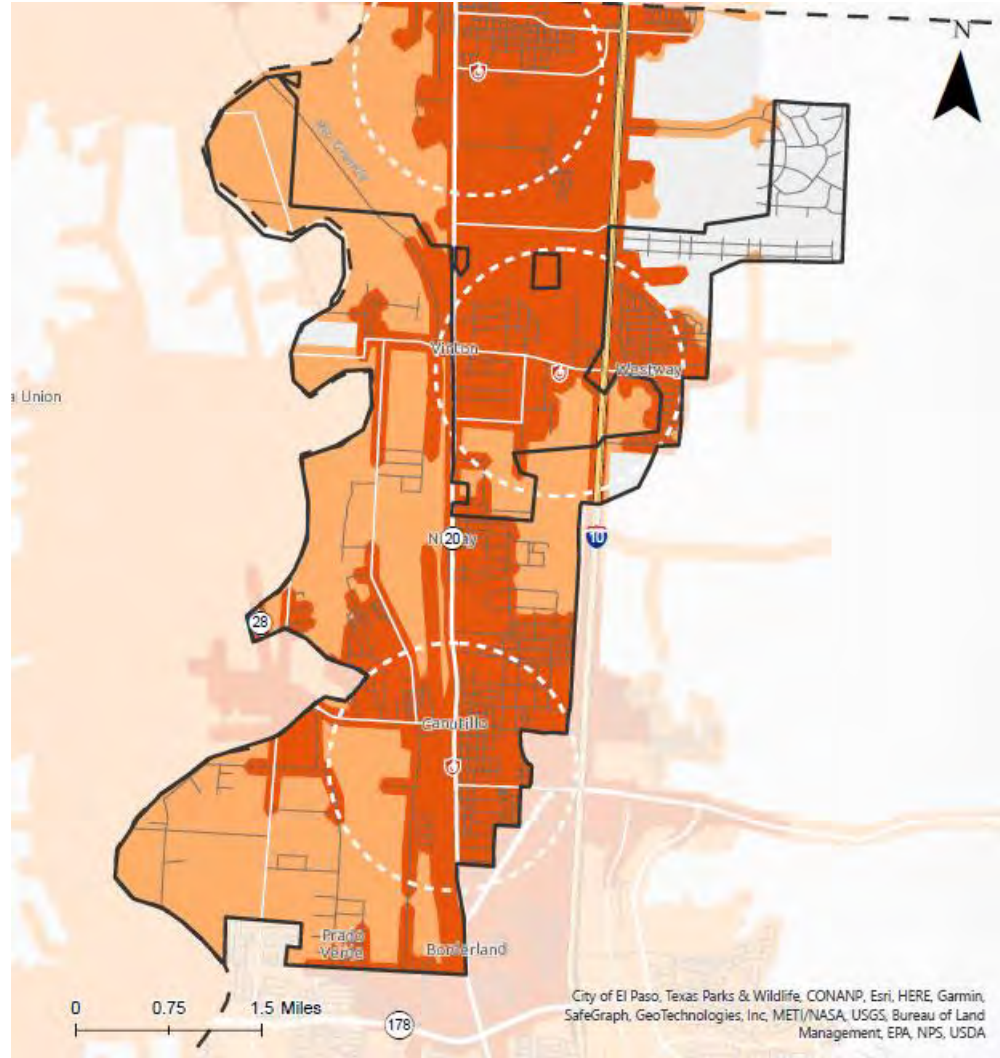 N
Rio Grande
Vinton
Westway
a Union
20
10
28
Canutillo
Prado
Verde
Borderland
0 0.75 1.5 Miles
178
City of El Paso, Texas Parks & Wildlife, CONANP, Esri, HERE, Garmin,
SafeGraph, GeoTechnologies, Inc, METI/NASA, USGS, Bureau of Land
Management, EPA, NPS, USDA